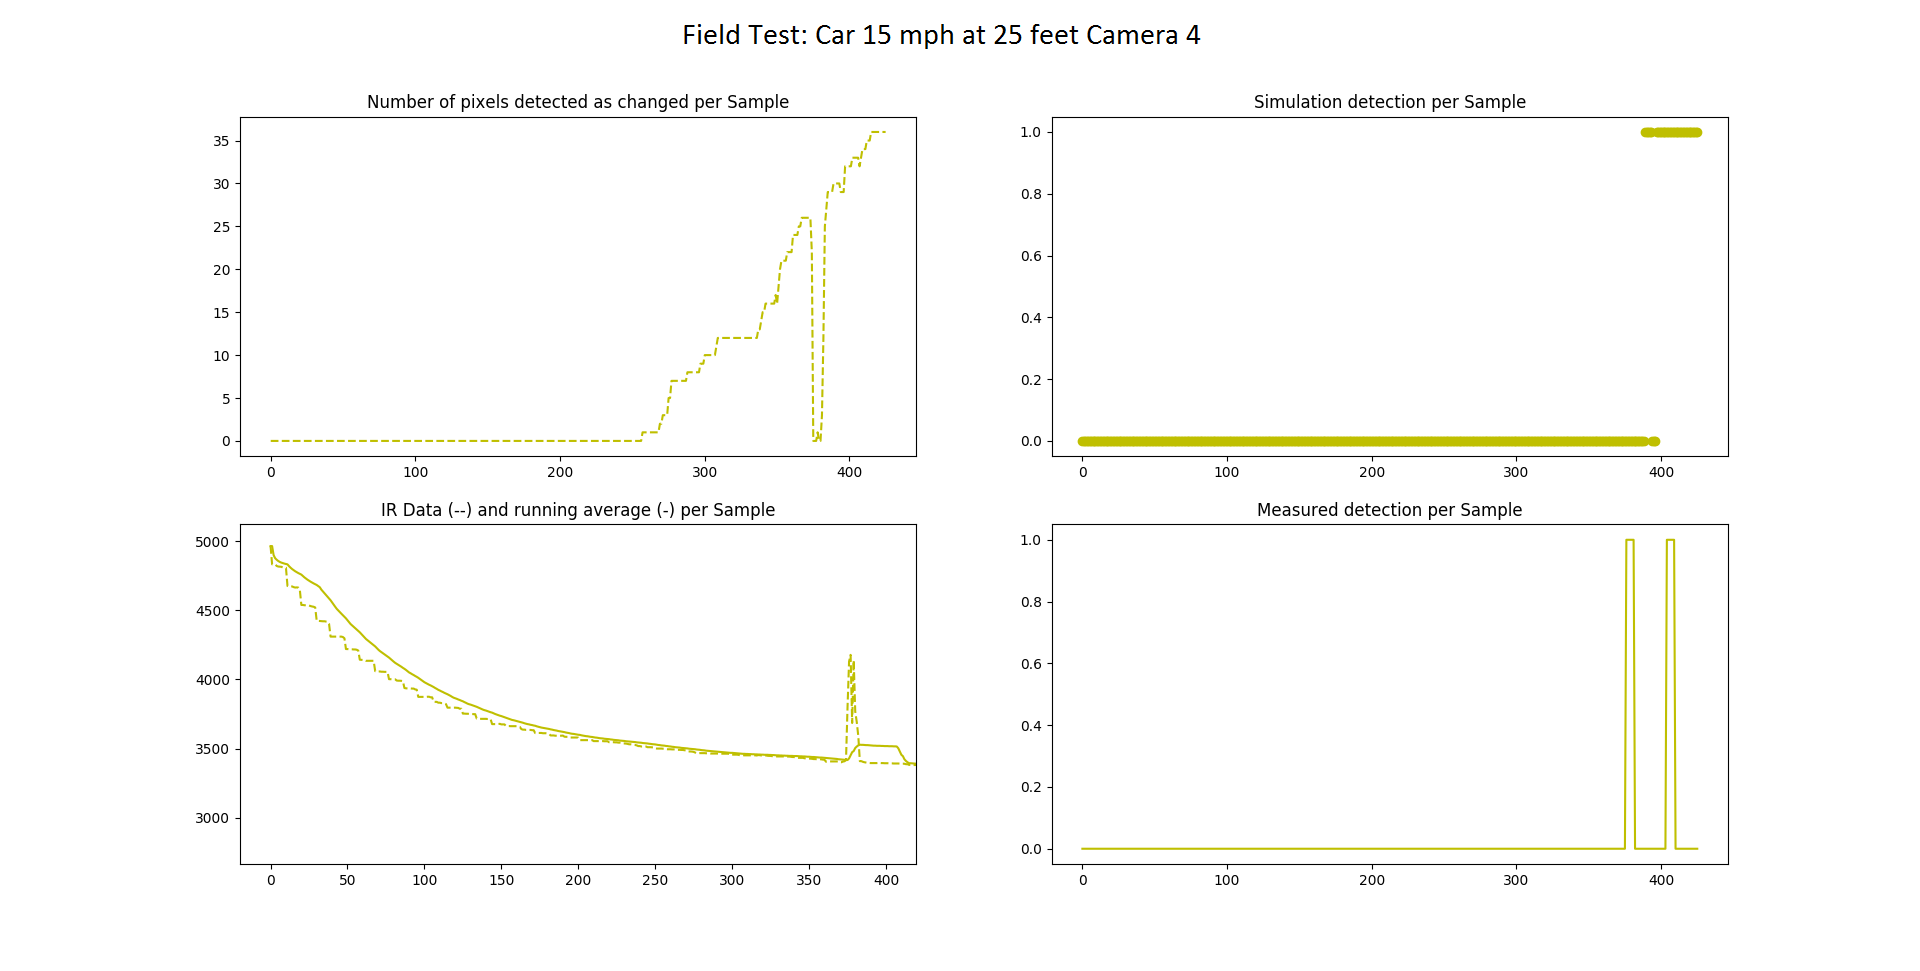 Field Test: Car 15 mph at 25 feet Camera 4
Number of pixels detected as changed per Sample
35
30
25
20
15
10
5
0
0 100 200 300 400
Simulation detection per Sample
1.0
0.8
0.6
0.4
0.2
0.0
0 100 200 300 400
IR Data (--) and running average (-) per Sample
5000
4500
4000
3500
3000
0 50 100 150 200 250 300 350 400
Measured detection per Sample
1.0
0.8
0.6
0.4
0.2
0.0
0 100 200 300 400